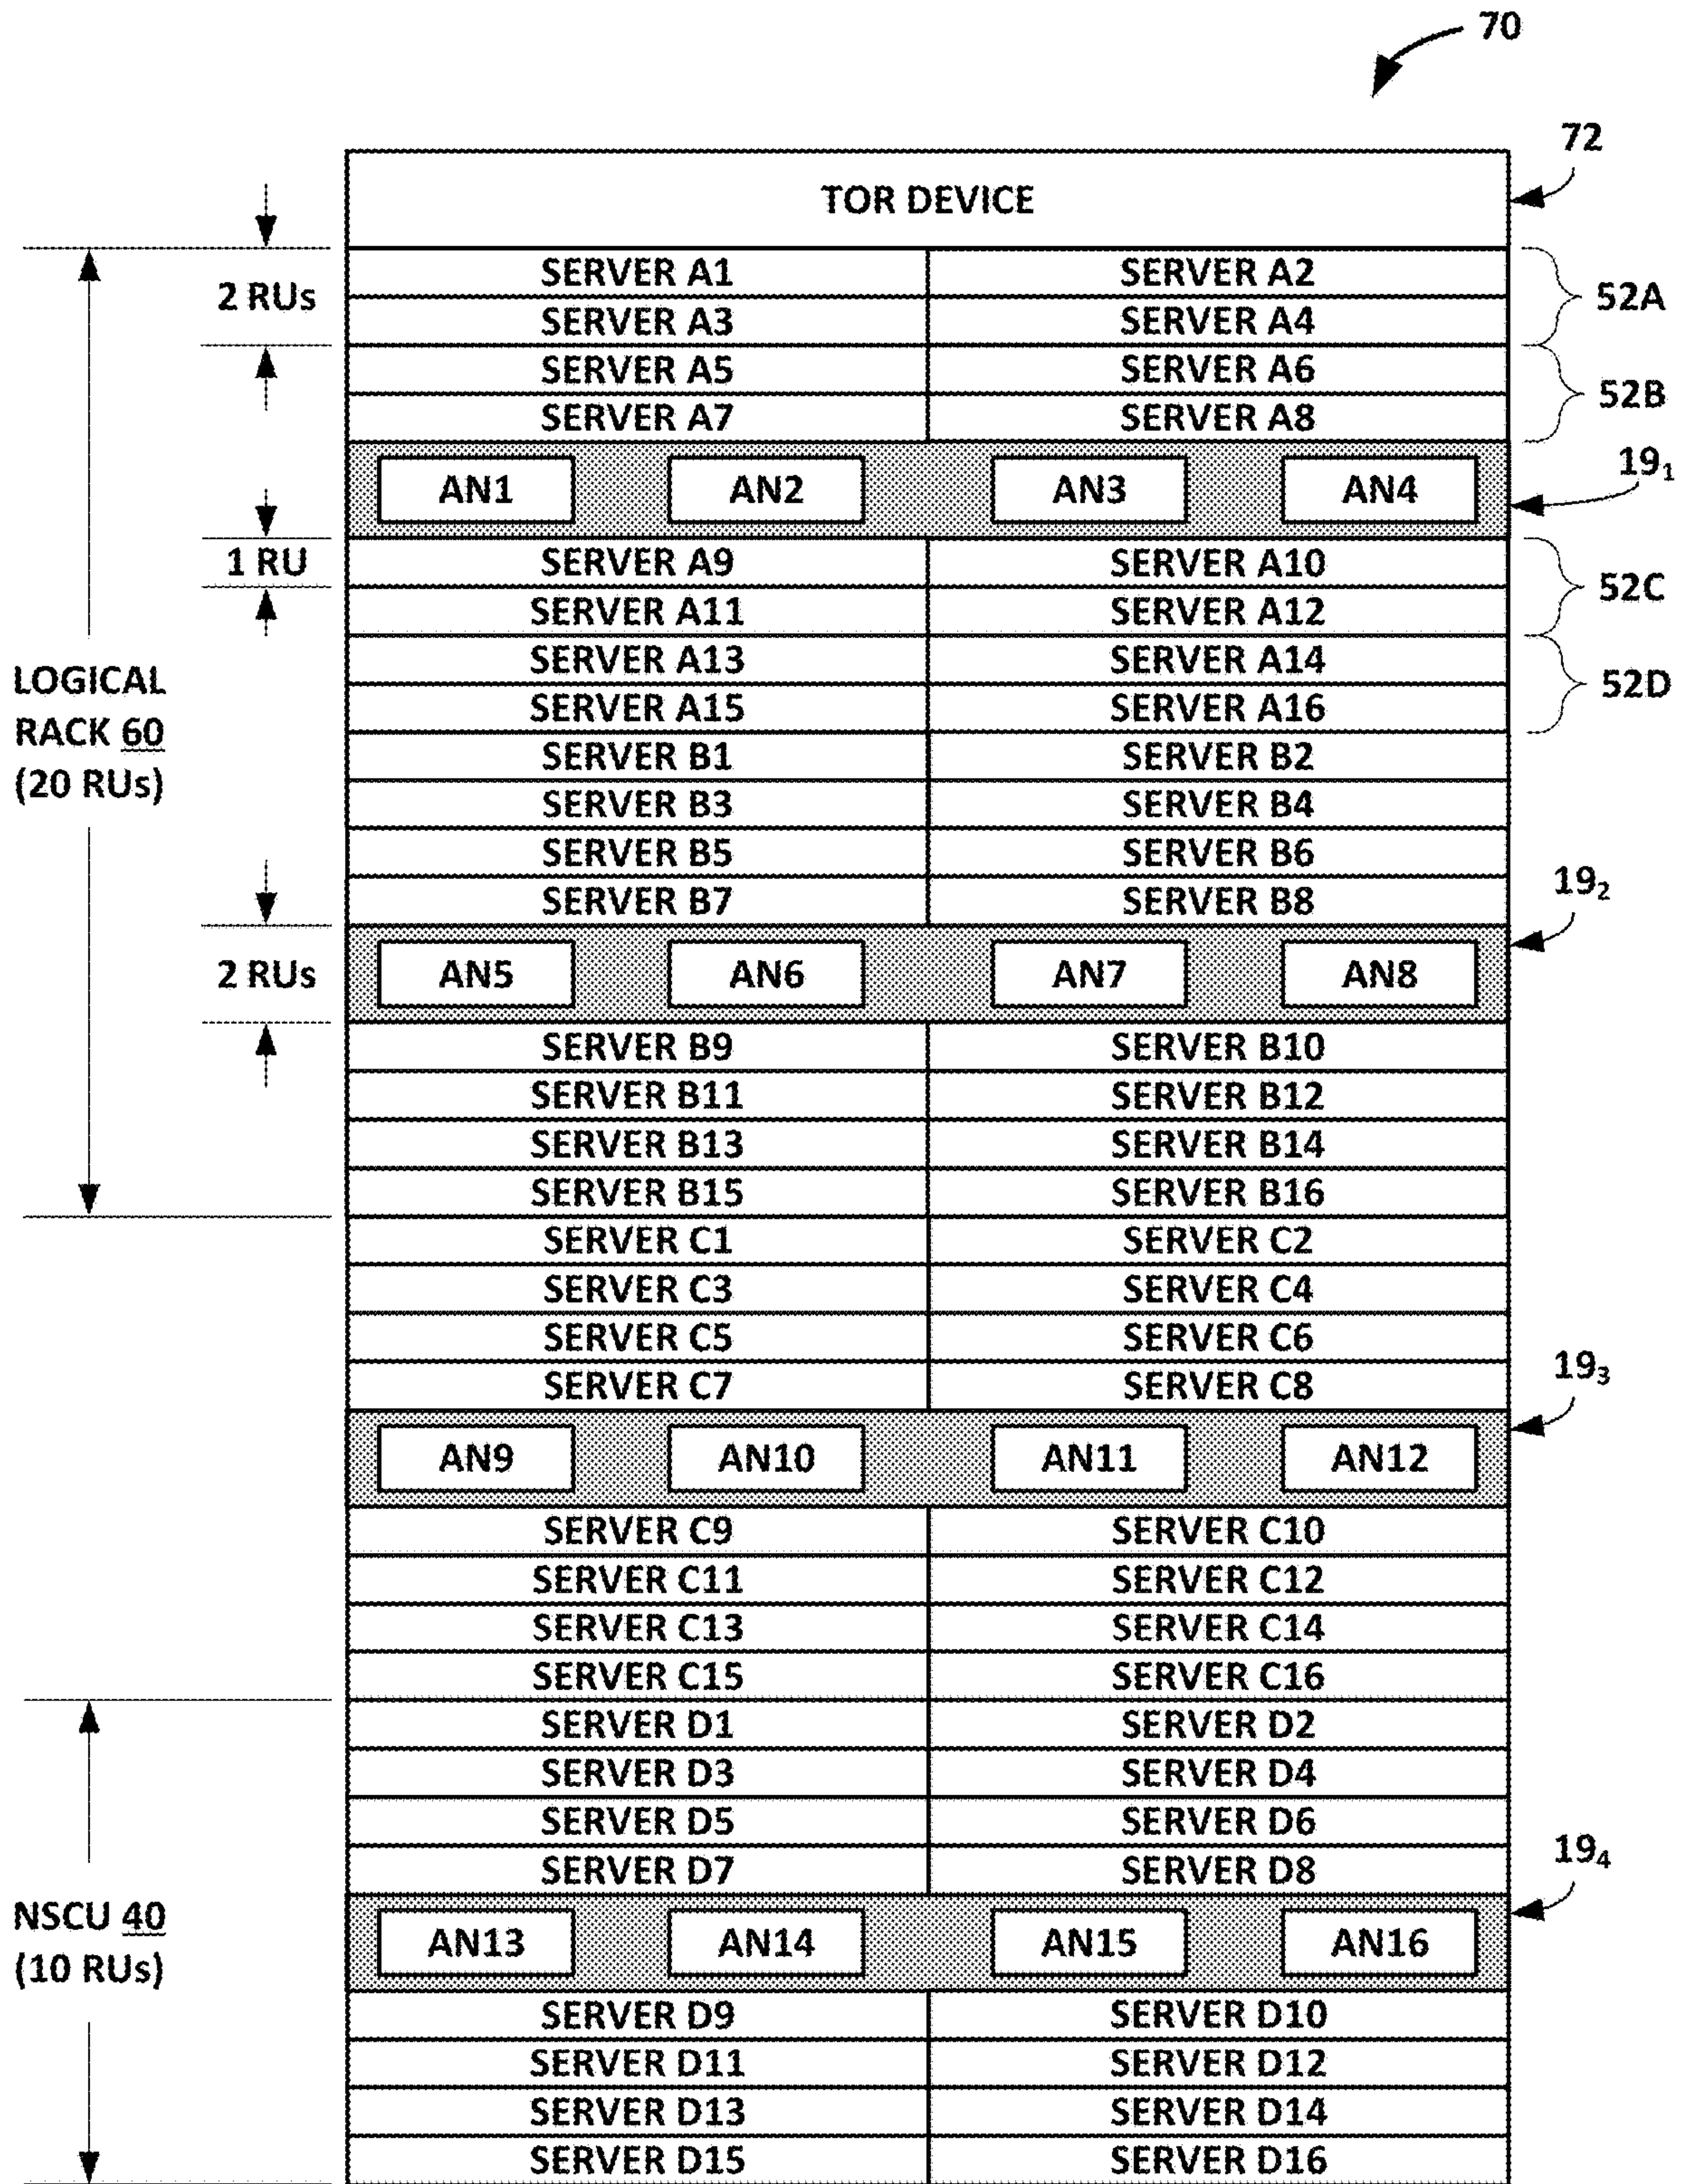 70
72
TOR DEVICE
2 RUs
SERVER A1 SERVER A2
SERVER A3 SERVER A4
52A
SERVER A5 SERVER A6
SERVER A7 SERVER A8
52B
AN1 AN2 AN3 AN4
19₁
1 RU
SERVER A9 SERVER A10
SERVER A11 SERVER A12
52C
SERVER A13 SERVER A14
SERVER A15 SERVER A16
52D
LOGICAL
RACK 60
(20 RUs)
SERVER B1 SERVER B2
SERVER B3 SERVER B4
SERVER B5 SERVER B6
SERVER B7 SERVER B8
19₂
2 RUs
AN5 AN6 AN7 AN8
SERVER B9 SERVER B10
SERVER B11 SERVER B12
SERVER B13 SERVER B14
SERVER B15 SERVER B16
SERVER C1 SERVER C2
SERVER C3 SERVER C4
SERVER C5 SERVER C6
SERVER C7 SERVER C8
19₃
AN9 AN10 AN11 AN12
SERVER C9 SERVER C10
SERVER C11 SERVER C12
SERVER C13 SERVER C14
SERVER C15 SERVER C16
SERVER D1 SERVER D2
SERVER D3 SERVER D4
SERVER D5 SERVER D6
SERVER D7 SERVER D8
19₄
NSCU 40
(10 RUs)
AN13 AN14 AN15 AN16
SERVER D9 SERVER D10
SERVER D11 SERVER D12
SERVER D13 SERVER D14
SERVER D15 SERVER D16